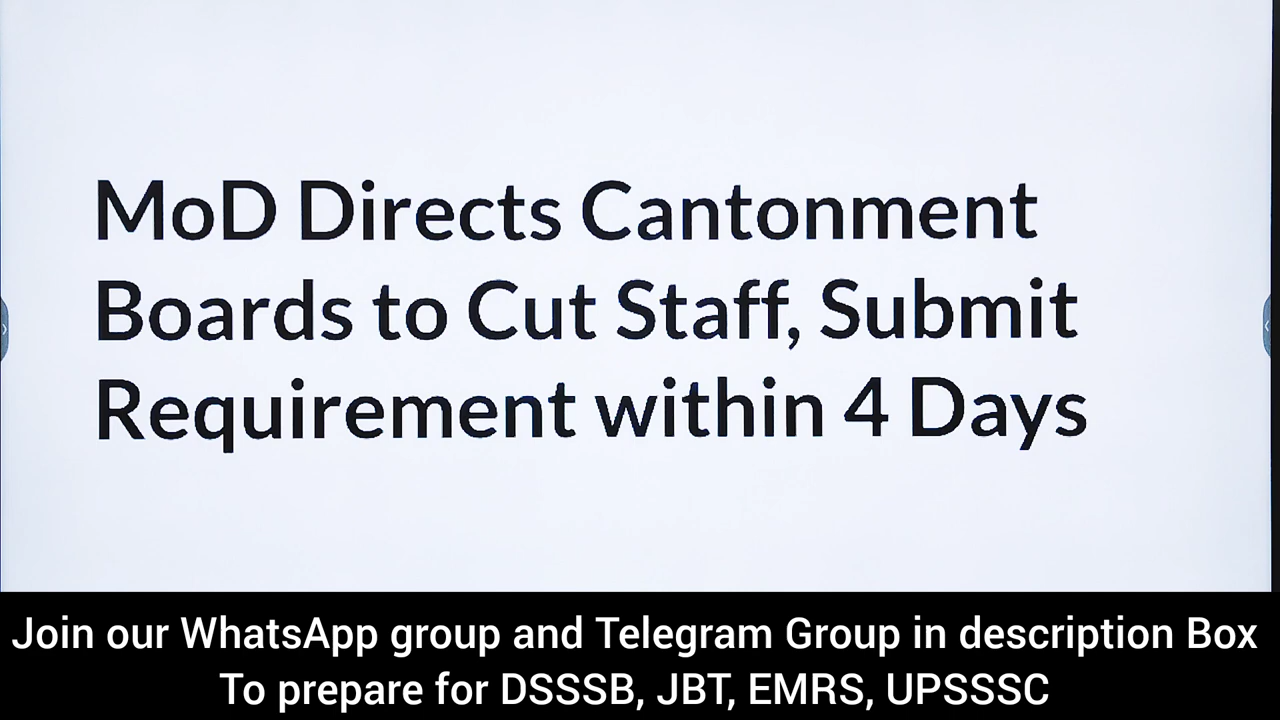 MoD Directs Cantonment
Boards to Cut Staff, Submit
Requirement within 4 Days
Join our WhatsApp group and Telegram Group in description Box
To prepare for DSSSB, JBT, EMRS, UPSSSC